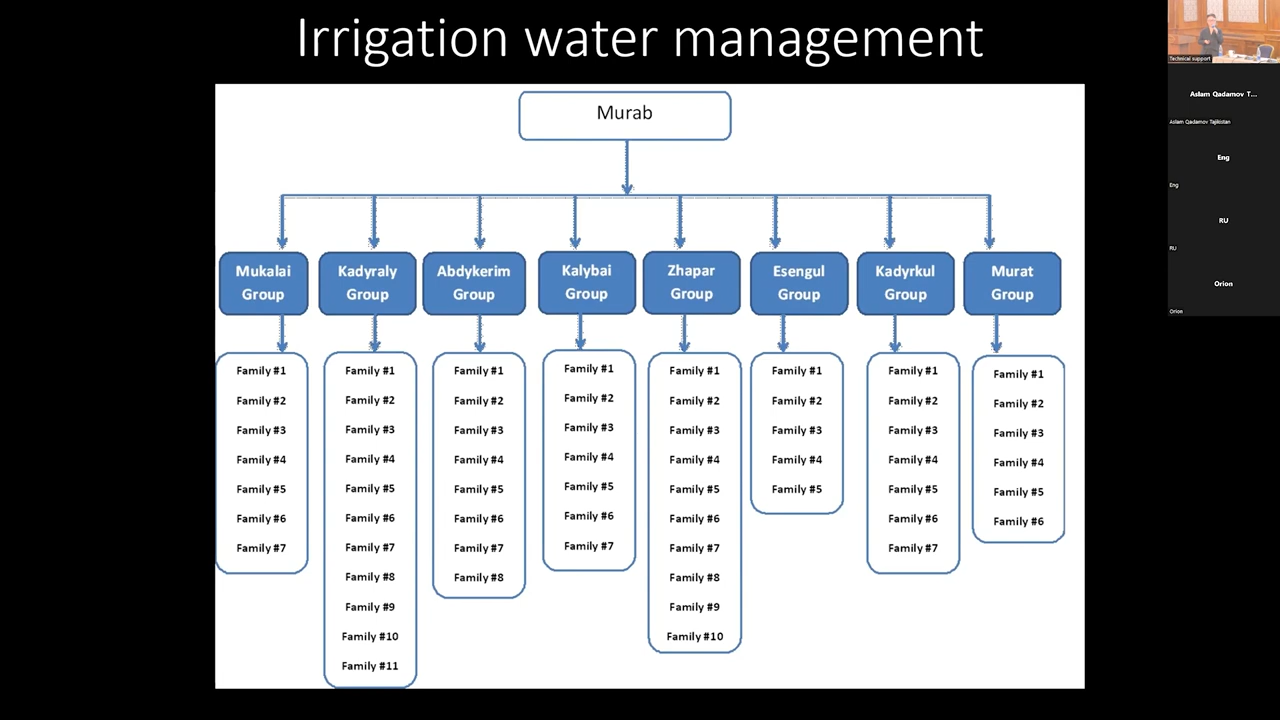 Irrigation water management
Murab
Mukalai
Group
Kadyraly
Group
Abdykerim
Group
Kalybai
Group
Zhapar
Group
Esengul
Group
Kadyrkul
Group
Murat
Group
Family #1
Family #2
Family #3
Family #4
Family #5
Family #6
Family #7
Family #1
Family #2
Family #3
Family #4
Family #5
Family #6
Family #7
Family #8
Family #9
Family #10
Family #11
Family #1
Family #2
Family #3
Family #4
Family #5
Family #6
Family #7
Family #8
Family #1
Family #2
Family #3
Family #4
Family #5
Family #6
Family #7
Family #1
Family #2
Family #3
Family #4
Family #5
Family #6
Family #7
Family #8
Family #9
Family #10
Family #1
Family #2
Family #3
Family #4
Family #5
Family #1
Family #2
Family #3
Family #4
Family #5
Family #6
Family #7
Family #1
Family #2
Family #3
Family #4
Family #5
Family #6
Technical support
Aslam Qadamov T...
Aslam Qadamov Tajikistan
Eng
Eng
RU
RU
Orion
Orion